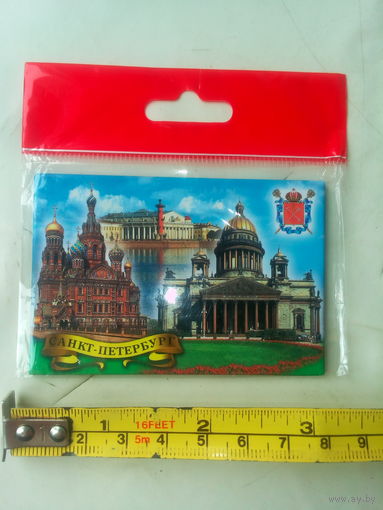 САНКТ-ПЕТЕРБУРГ
1 16FEET 2 3
1 2 3 4 5m 5 6 7 8 9
www.ay.by